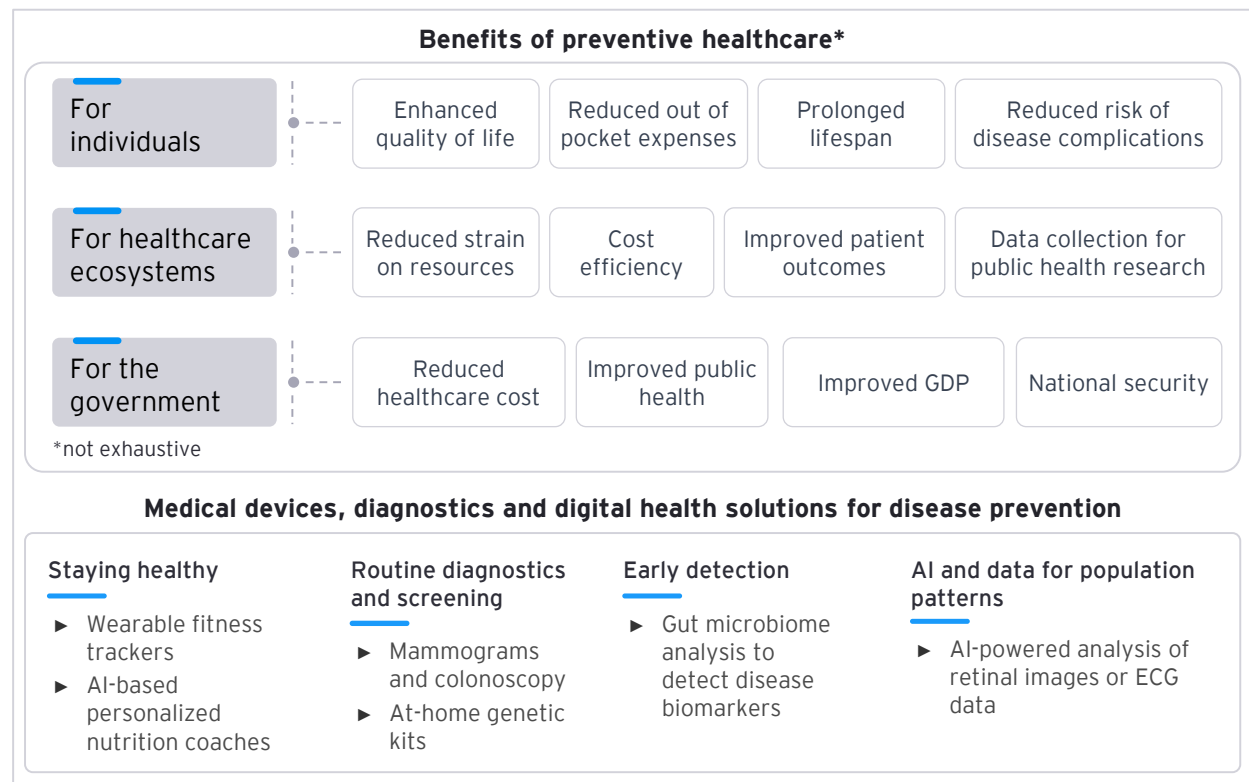 Benefits of preventive healthcare*
For
individuals
Enhanced
quality of life
Reduced out of
pocket expenses
Prolonged
lifespan
Reduced risk of
disease complications
For healthcare
ecosystems
Reduced strain
on resources
Cost
efficiency
Improved patient
outcomes
Data collection for
public health research
For the
government
Reduced
healthcare cost
Improved public
health
Improved GDP
National security
*not exhaustive
Medical devices, diagnostics and digital health solutions for disease prevention
Staying healthy
► Wearable fitness
trackers
► AI-based
personalized
nutrition coaches
Routine diagnostics
and screening
► Mammograms
and colonoscopy
► At-home genetic
kits
Early detection
► Gut microbiome
analysis to
detect disease
biomarkers
AI and data for population
patterns
► AI-powered analysis of
retinal images or ECG
data